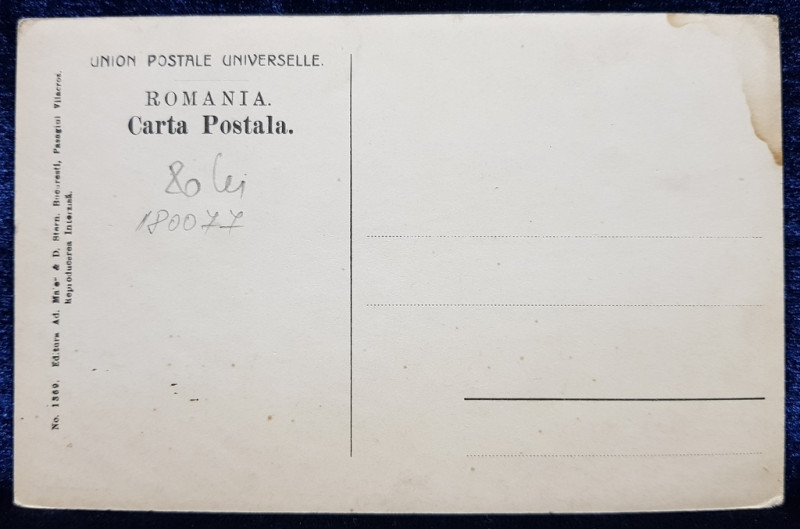 UNION POSTALE UNIVERSELLE.
ROMANIA.
Carta Postala.
80 lei
180077
No. 1369. Editura Ad. Maier & D. Stern, Bucuresti, Pasagiul Vilacros.
Reproducerea Interzisă.